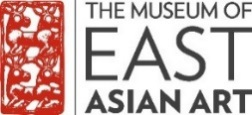 THE MUSEUM OF
EAST
ASIAN ART